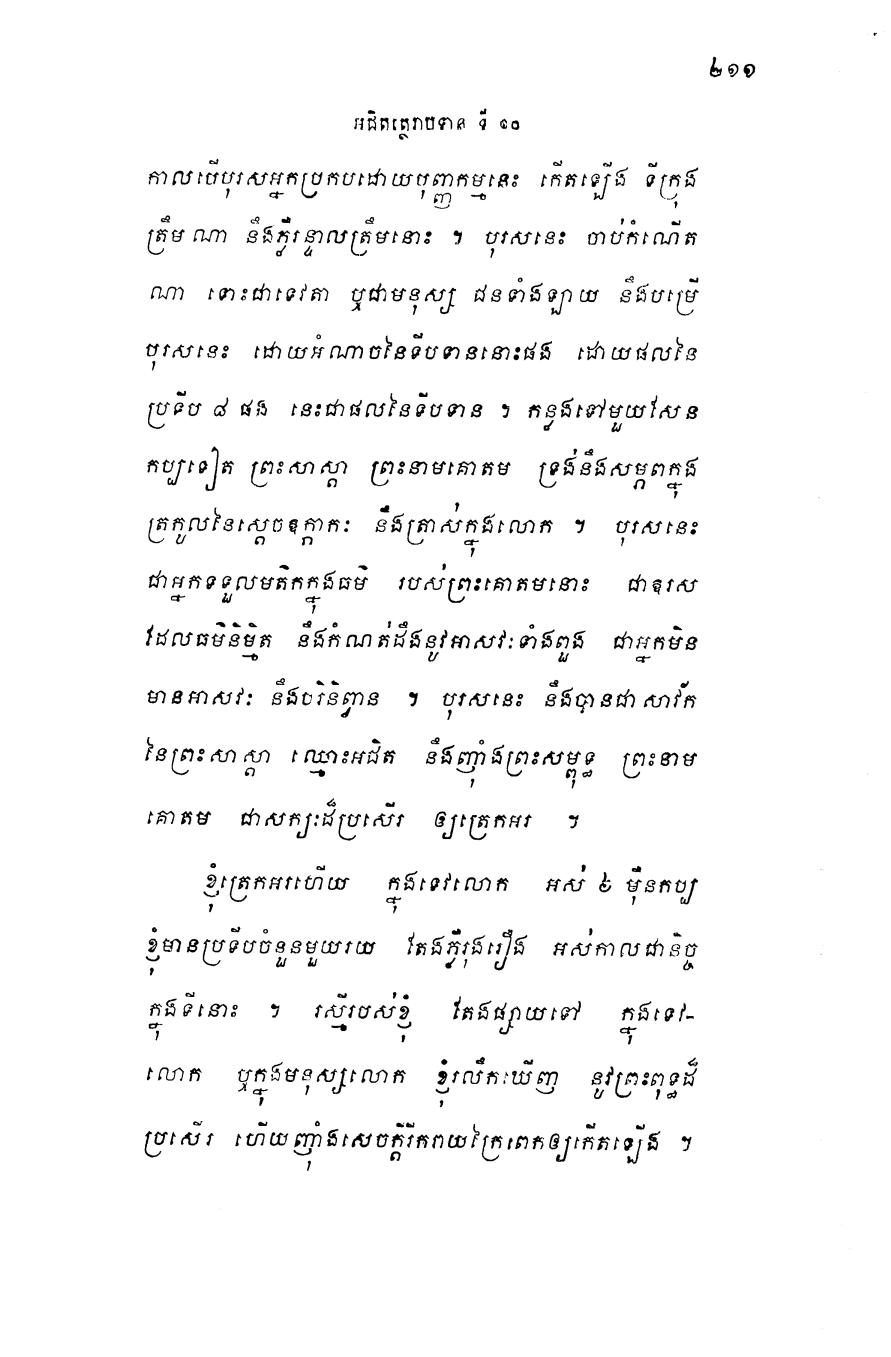 ២១១
អជិតត្ថេរាបទាន ទី ១០
កាលបើបុរសអ្នកប្រកបដោយបុញ្ញកម្មនេះ កើតឡើង ទីក្រុង
ត្រឹម ណា នឹងភ្លឺរន្ទាលត្រឹមនោះ ។ បុរសនេះ ចាប់កំណើត
ណា ទោះជាទេវតា ឬជាមនុស្ស ជនទាំងឡាយ នឹងបម្រើ
បុរសនេះ ដោយអំណាចនៃទីបទាននោះផង ដោយផលនៃ
ប្រទីប ៨ ផង នេះជាផលនៃទីបទាន ។ កន្លងទៅមួយសែន
កប្បទៀត ព្រះសាស្តា ព្រះនាមគោតម ទ្រង់នឹងសម្ភពក្នុង
ត្រកូលនៃស្តេចឧក្កាកៈ នឹងត្រាស់ក្នុងលោក ។ បុរសនេះ
ជាអ្នកទទួលមតិកក្នុងធម៌ របស់ព្រះគោតមនោះ ជាឧរស
ដែលធម៌និម្មិត នឹងកំណត់ដឹងនូវអាសវៈទាំងពួង ជាអ្នកមិន
មានអាសវៈ នឹងបរិនិព្វាន ។ បុរសនេះ នឹងបានជា សាវ័ក
នៃព្រះសាស្តា ឈ្មោះអជិត នឹងញ៉ាំងព្រះសម្ពុទ្ធ ព្រះនាម
គោតម ជាសក្យៈដ៏ប្រសើរ ឲ្យត្រេកអរ ។
ខ្ញុំត្រេកអរហើយ ក្នុងទេវលោក អស់ ៦ ម៉ឺនកប្ប
ខ្ញុំមានប្រទីបចំនួនមួយរយ តែងភ្លឺរុងរឿង អស់កាលជានិច្ច
ក្នុងទីនោះ ។ រស្មីរបស់ខ្ញុំ តែងផ្សាយទៅ ក្នុងទេវ-
លោក ឬក្នុងមនុស្សលោក ខ្ញុំរលឹកឃើញ នូវព្រះពុទ្ធដ៏
ប្រសើរ ហើយញ៉ាំងសេចក្តីរីករាយក្រៃពេកឲ្យកើតឡើង ។